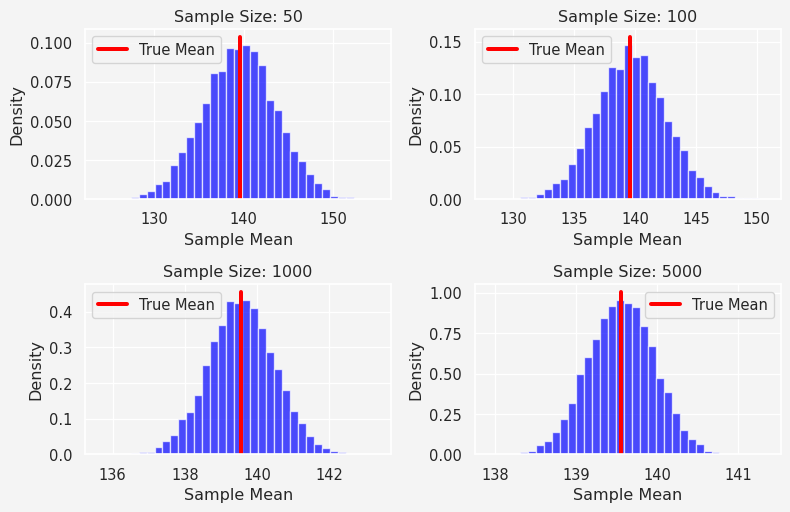 Sample Size: 50
True Mean
Density
0.100
0.075
0.050
0.025
0.000
130
140
150
Sample Mean
Sample Size: 100
True Mean
Density
0.15
0.10
0.05
0.00
130
135
140
145
150
Sample Mean
Sample Size: 1000
True Mean
Density
0.4
0.3
0.2
0.1
0.0
136
138
140
142
Sample Mean
Sample Size: 5000
True Mean
Density
1.00
0.75
0.50
0.25
0.00
138
139
140
141
Sample Mean